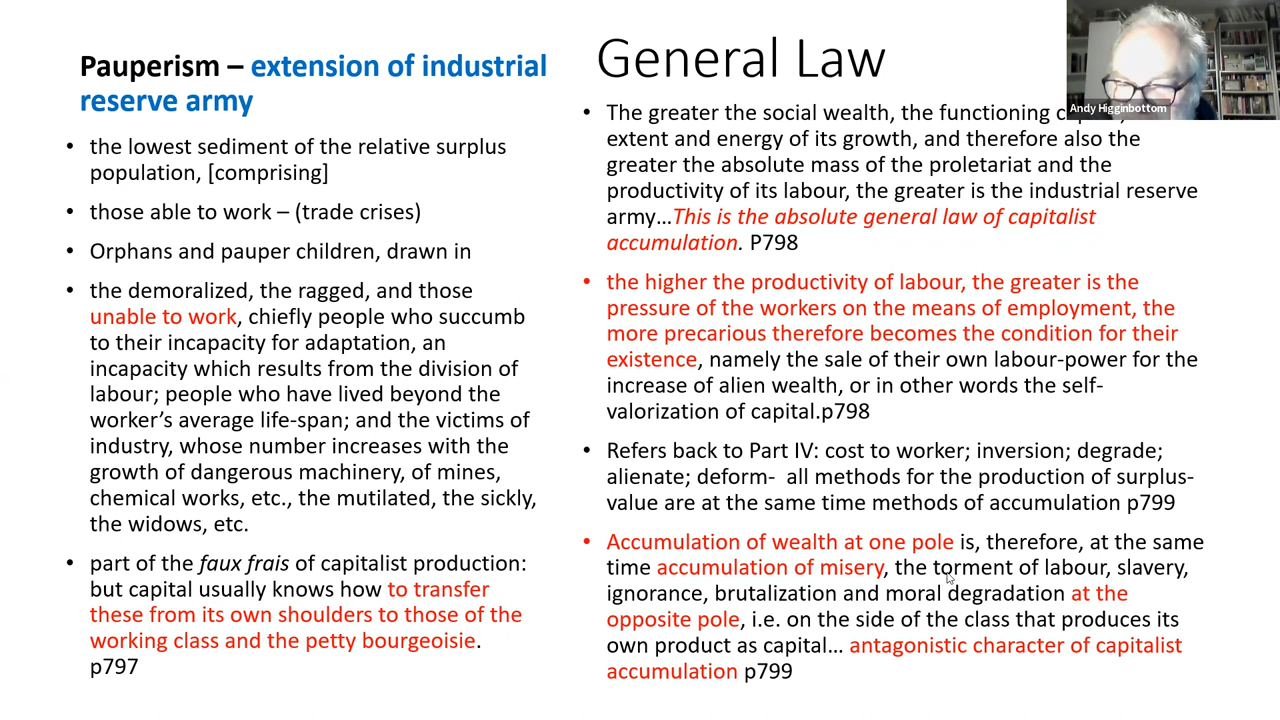 Pauperism – extension of industrial
reserve army
• the lowest sediment of the relative surplus
population, [comprising]
• those able to work – (trade crises)
• Orphans and pauper children, drawn in
• the demoralized, the ragged, and those
unable to work, chiefly people who succumb
to their incapacity for adaptation, an
incapacity which results from the division of
labour; people who have lived beyond the
worker's average life-span; and the victims of
industry, whose number increases with the
growth of dangerous machinery, of mines,
chemical works, etc., the mutilated, the sickly,
the widows, etc.
• part of the faux frais of capitalist production:
but capital usually knows how to transfer
these from its own shoulders to those of the
working class and the petty bourgeoisie.
p797
General Law
• The greater the social wealth, the functioning
extent and energy of its growth, and therefore also the
greater the absolute mass of the proletariat and the
productivity of its labour, the greater is the industrial reserve
army…This is the absolute general law of capitalist
accumulation. P798
• the higher the productivity of labour, the greater is the
pressure of the workers on the means of employment, the
more precarious therefore becomes the condition for their
existence, namely the sale of their own labour-power for the
increase of alien wealth, or in other words the self-
valorization of capital.p798
• Refers back to Part IV: cost to worker; inversion; degrade;
alienate; deform- all methods for the production of surplus-
value are at the same time methods of accumulation p799
• Accumulation of wealth at one pole is, therefore, at the same
time accumulation of misery, the torment of labour, slavery,
ignorance, brutalization and moral degradation at the
opposite pole, i.e. on the side of the class that produces its
own product as capital… antagonistic character of capitalist
accumulation p799
Andy Higginbottom